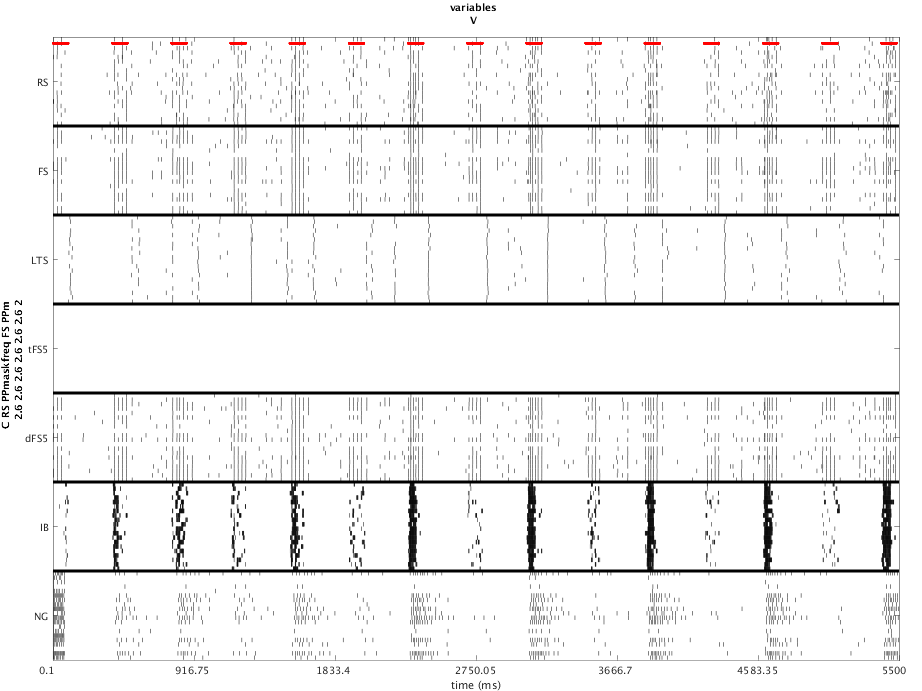 variables
V
RS
FS
LTS
tFS5
dFS5
IB
NG
C RS PPmaskfreq FS PPm
2.6 2.6 2.6 2.6 2.6 2.6 2
0.1 916.75 1833.4 2750.05 3666.7 4583.35 5500
time (ms)